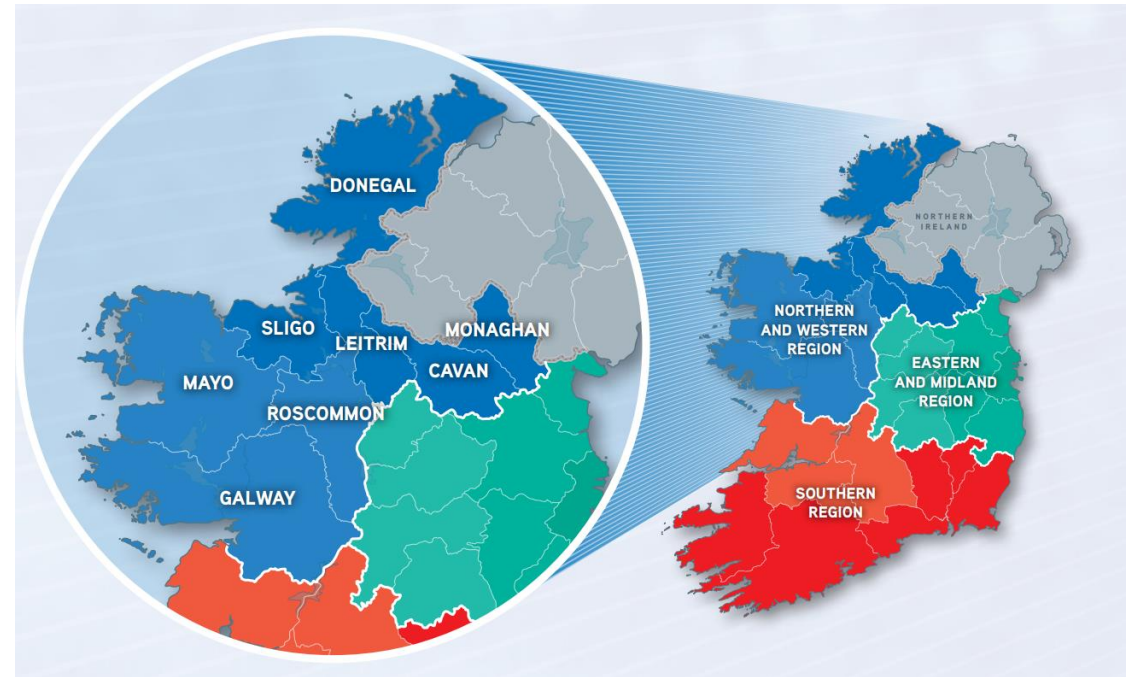 DONEGAL
SLIGO
LEITRIM
MONAGHAN
CAVAN
MAYO
ROSCOMMON
GALWAY
NORTHERN
IRELAND
NORTHERN
AND WESTERN
REGION
EASTERN
AND MIDLAND
REGION
SOUTHERN
REGION